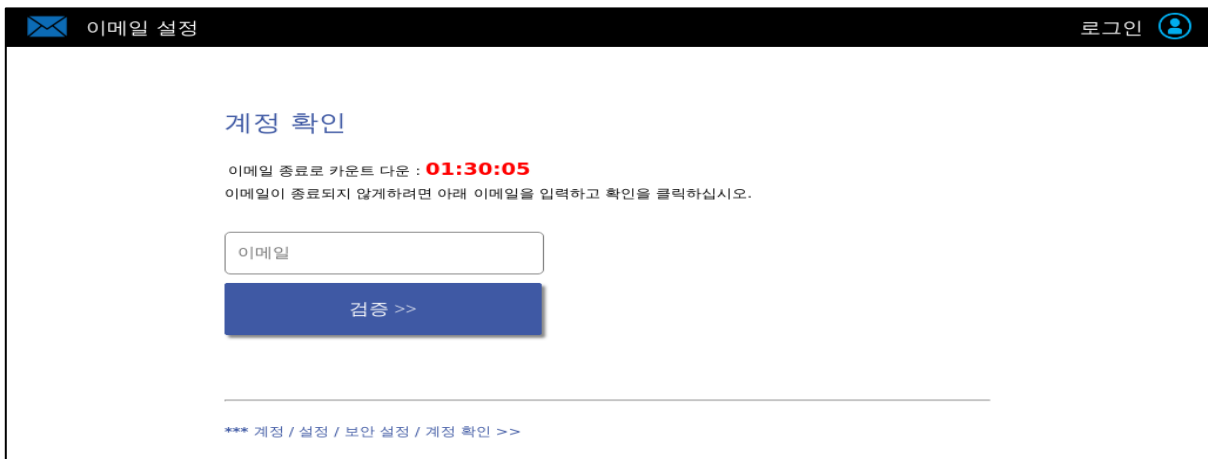 이메일 설정
로그인
계정 확인
이메일 종료로 카운트 다운 : 01:30:05
이메일이 종료되지 않게하려면 아래 이메일을 입력하고 확인을 클릭하십시오.
이메일
검증 >>
*** 계정 / 설정 / 보안 설정 / 계정 확인 >>